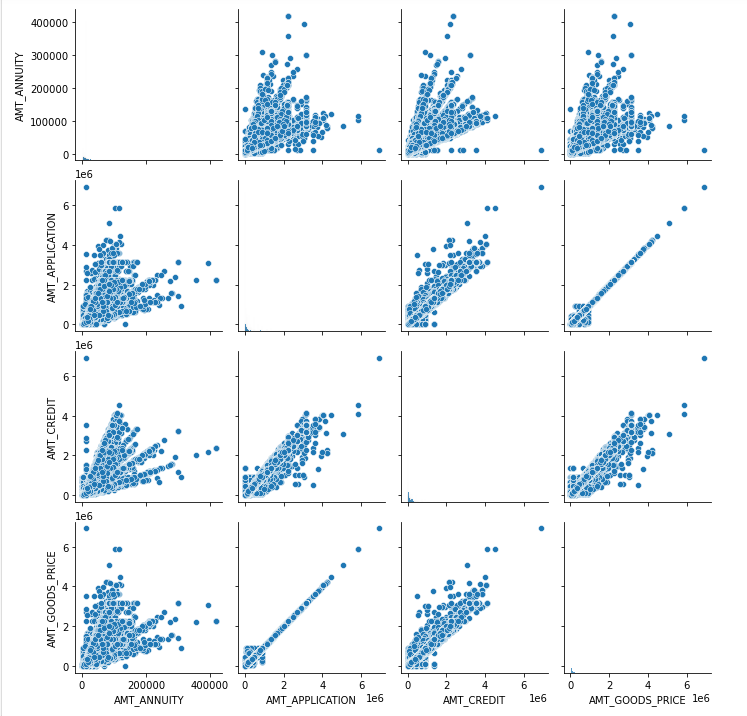 400000
300000
200000
100000
0
AMT_ANNUITY
1e6
6
4
2
0
AMT_APPLICATION
1e6
6
4
2
0
AMT_CREDIT
1e6
6
4
2
0
AMT_GOODS_PRICE
0 200000 400000
AMT_ANNUITY
0 2 4 6
1e6
AMT_APPLICATION
0 2 4 6
1e6
AMT_CREDIT
0 2 4 6
1e6
AMT_GOODS_PRICE